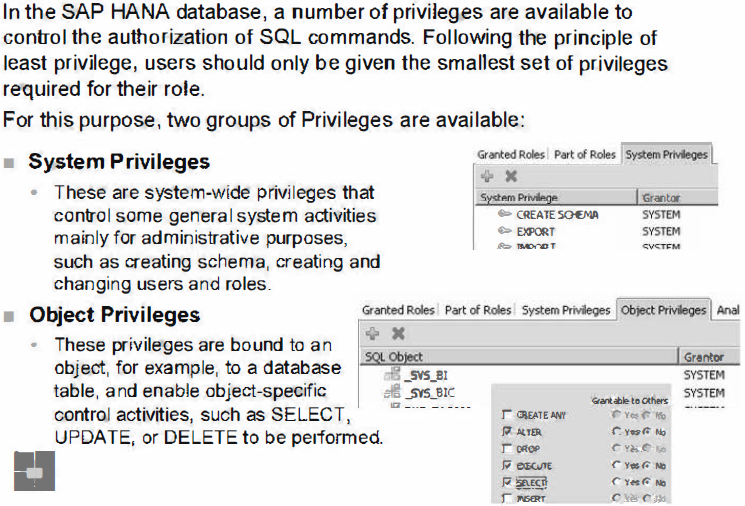 In the SAP HANA database, a number of privileges are available to
control the authorization of SQL commands. Following the principle of
least privilege, users should only be given the smallest set of privileges
required for their role.
For this purpose, two groups of Privileges are available:
System Privileges
These are system-wide privileges that
control some general system activities
mainly for administrative purposes,
such as creating schema, creating and
changing users and roles.
Granted Roles Part of Roles System Privileges
System Privilege Grantor
CREATE SCHEMA SYSTEM
EXPORT SYSTEM
IMPORT SYSTEM
Object Privileges
These privileges are bound to an
object, for example, to a database
table, and enable object-specific
control activities, such as SELECT,
UPDATE, or DELETE to be performed.
Granted Roles Part of Roles System Privileges Object Privileges Anal
SQL Object Grantor
_SYS_BI SYSTEM
_SYS_BIC SYSTEM
Grantable to Others
CREATE ANY Yes No
ALTER Yes No
DROP Yes No
EXECUTE Yes No
SELECT Yes No
INSERT Yes No